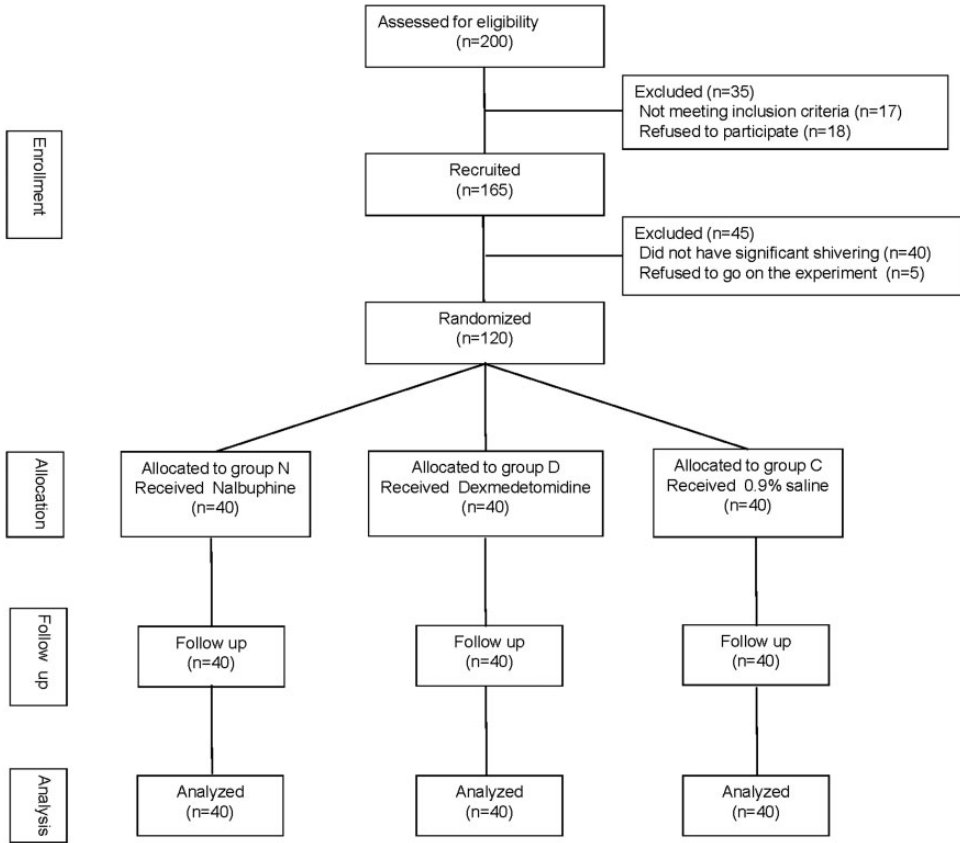 Assessed for eligibility
(n=200)
Excluded (n=35)
Not meeting inclusion criteria (n=17)
Refused to participate (n=18)
Enrollment
Recruited
(n=165)
Excluded (n=45)
Did not have significant shivering (n=40)
Refused to go on the experiment (n=5)
Randomized
(n=120)
Allocation
Allocated to group N
Received Nalbuphine
(n=40)
Allocated to group D
Received Dexmedetomidine
(n=40)
Allocated to group C
Received 0.9% saline
(n=40)
Follow up
Follow up
(n=40)
Follow up
(n=40)
Follow up
(n=40)
Analysis
Analyzed
(n=40)
Analyzed
(n=40)
Analyzed
(n=40)